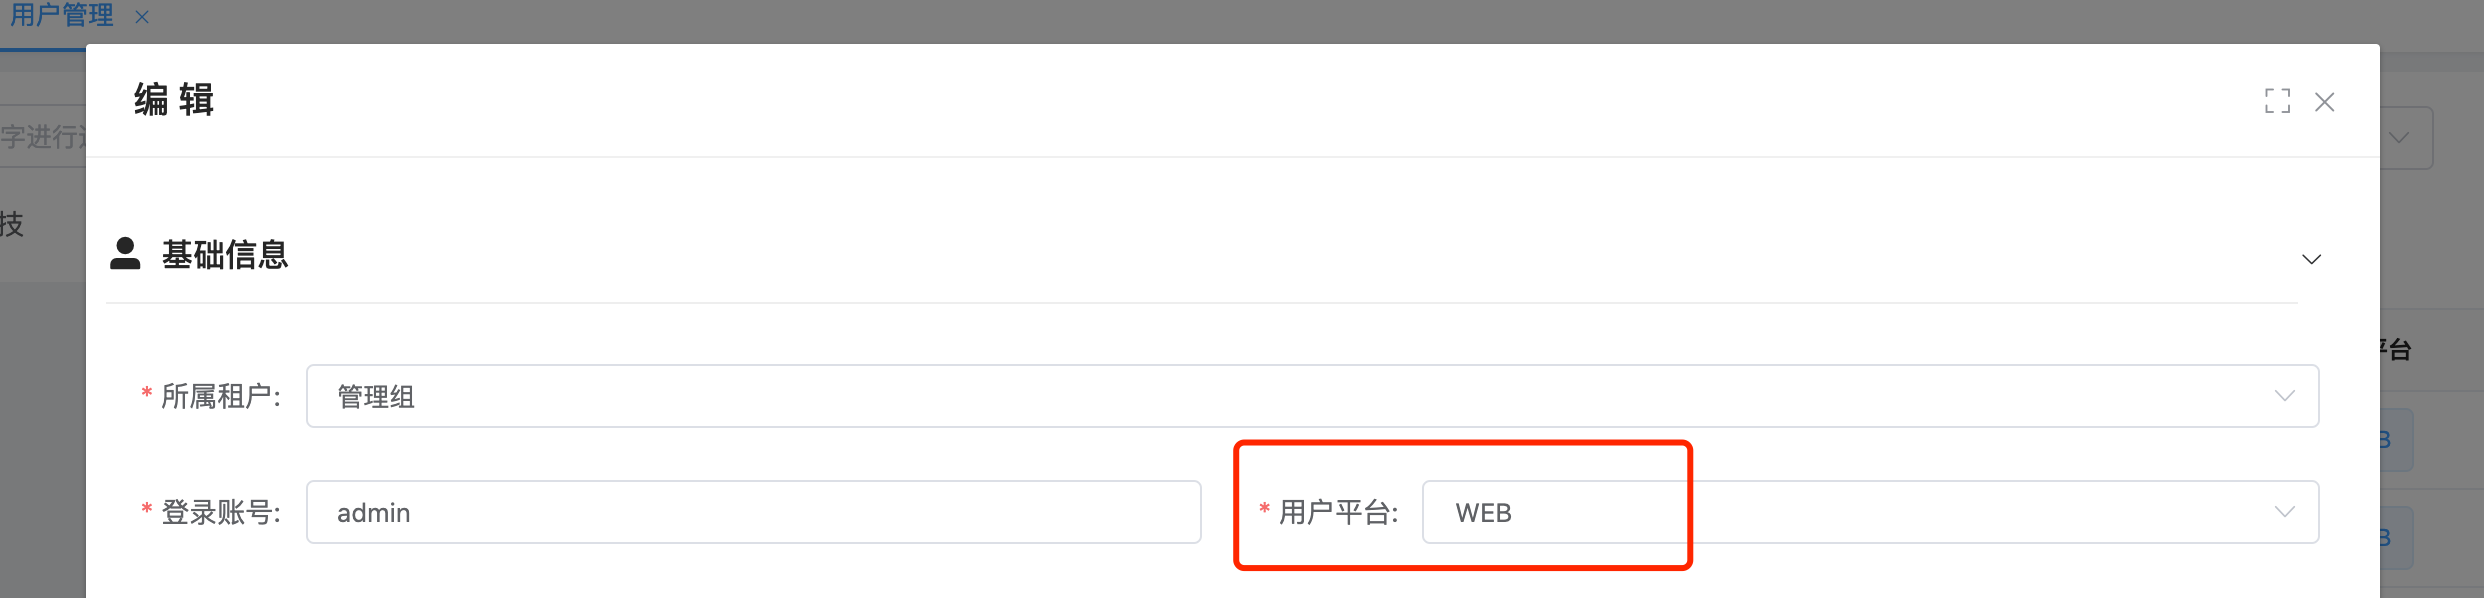 用户管理
编 辑
字进行
技
基础信息
* 所属租户: 管理组
平台
* 登录账号: admin
* 用户平台: WEB
B
B